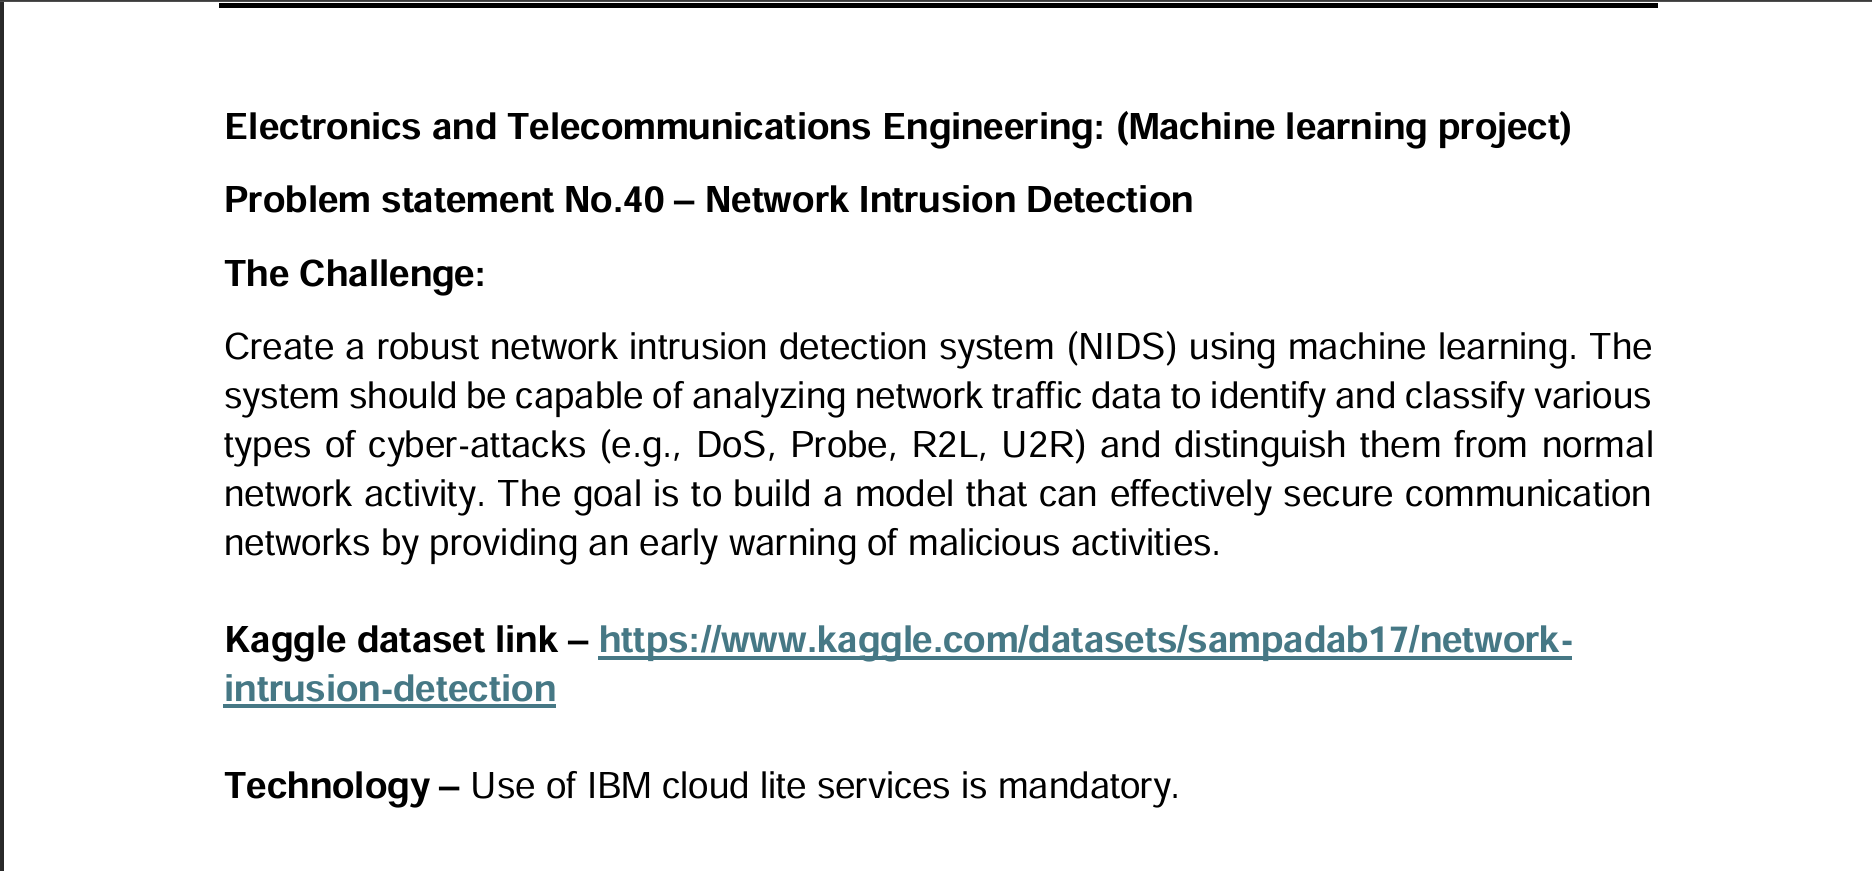 Electronics and Telecommunications Engineering: (Machine learning project)
Problem statement No.40 – Network Intrusion Detection
The Challenge:
Create a robust network intrusion detection system (NIDS) using machine learning. The
system should be capable of analyzing network traffic data to identify and classify various
types of cyber-attacks (e.g., DoS, Probe, R2L, U2R) and distinguish them from normal
network activity. The goal is to build a model that can effectively secure communication
networks by providing an early warning of malicious activities.
Kaggle dataset link – https://www.kaggle.com/datasets/sampadab17/network-
intrusion-detection
Technology – Use of IBM cloud lite services is mandatory.